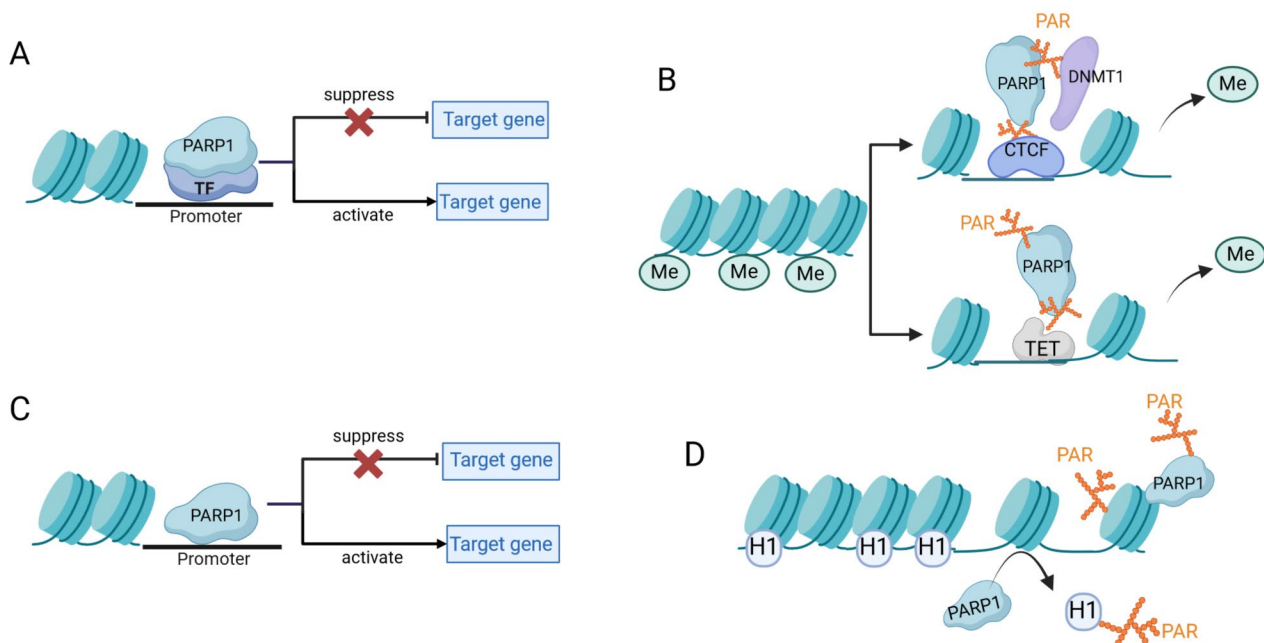 A
PARP1
TF
Promoter
suppress
Target gene
activate
Target gene
B
Me
Me
Me
PAR
PARP1
DNMT1
CTCF
Me
PAR
PARP1
TET
Me
C
PARP1
Promoter
suppress
Target gene
activate
Target gene
D
H1
H1
H1
PAR
PAR
PARP1
PARP1
H1
PAR